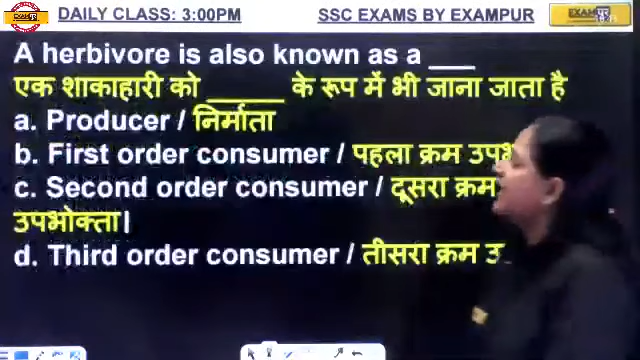 DAILY CLASS: 3:00PM SSC EXAMS BY EXAMPUR
A herbivore is also known as a ___
एक शाकाहारी को _____ के रूप में भी जाना जाता है
a. Producer / निर्माता
b. First order consumer / पहला क्रम
c. Second order consumer / दूसरा क्रम
उपभोक्ता।
d. Third order consumer / तीसरा क्रम